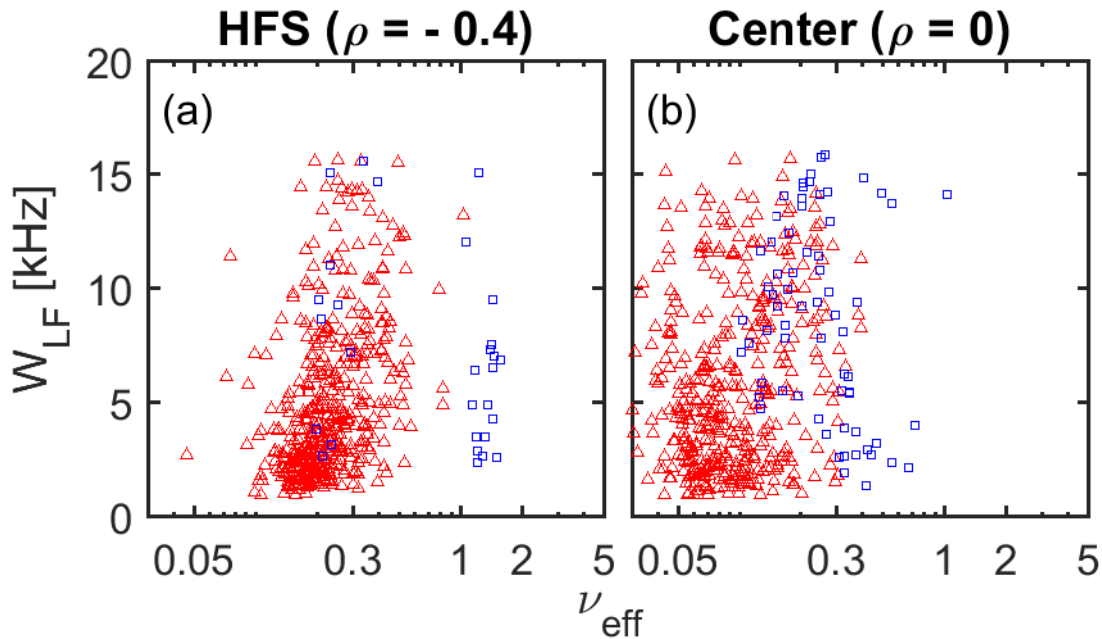 HFS (ρ = - 0.4)
Center (ρ = 0)
(a)
(b)
20
15
10
5
0
W_LF [kHz]
0.05 0.3 1 2 5
0.05 0.3 1 2 5
ν_eff